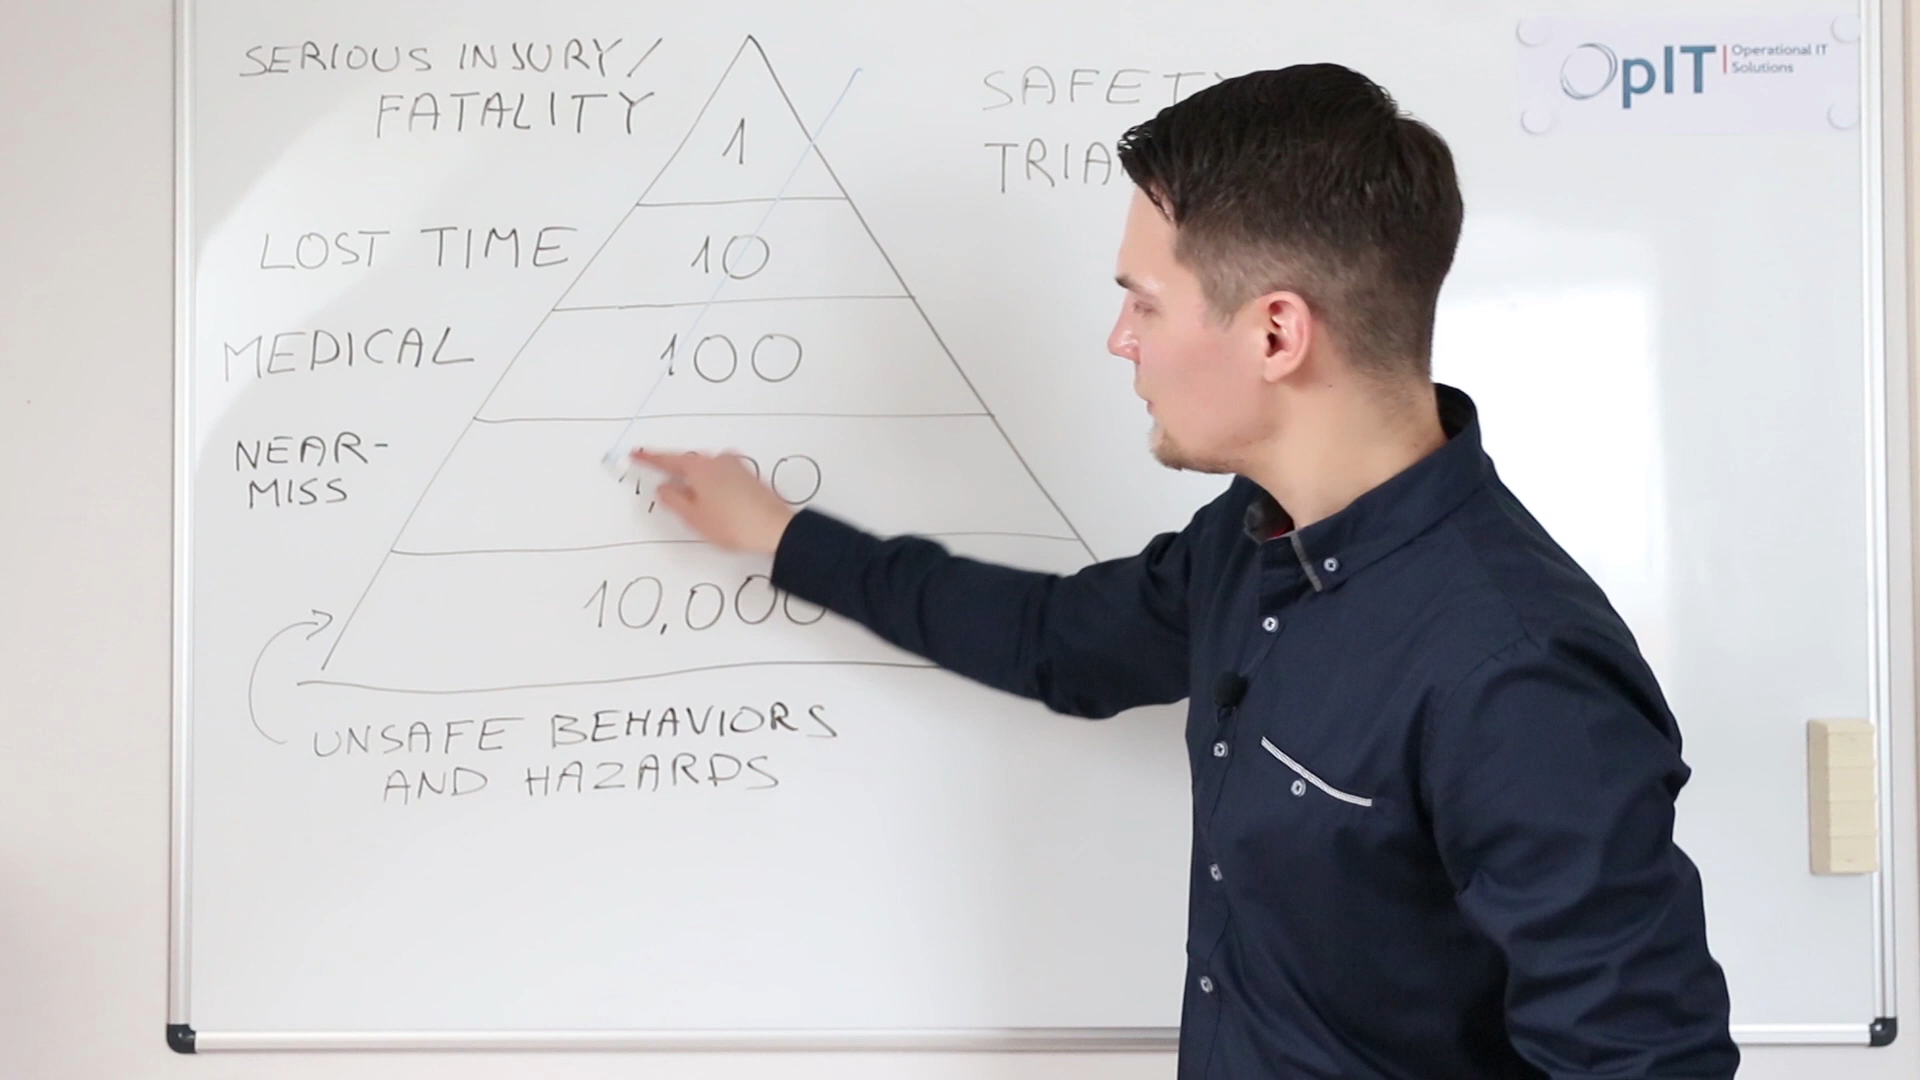 SERIOUS INJURY/
FATALITY
1
LOST TIME
10
MEDICAL
100
NEAR-
MISS
10,000
UNSAFE BEHAVIORS
AND HAZARDS
SAFETY
OpIT
Operational IT
Solutions